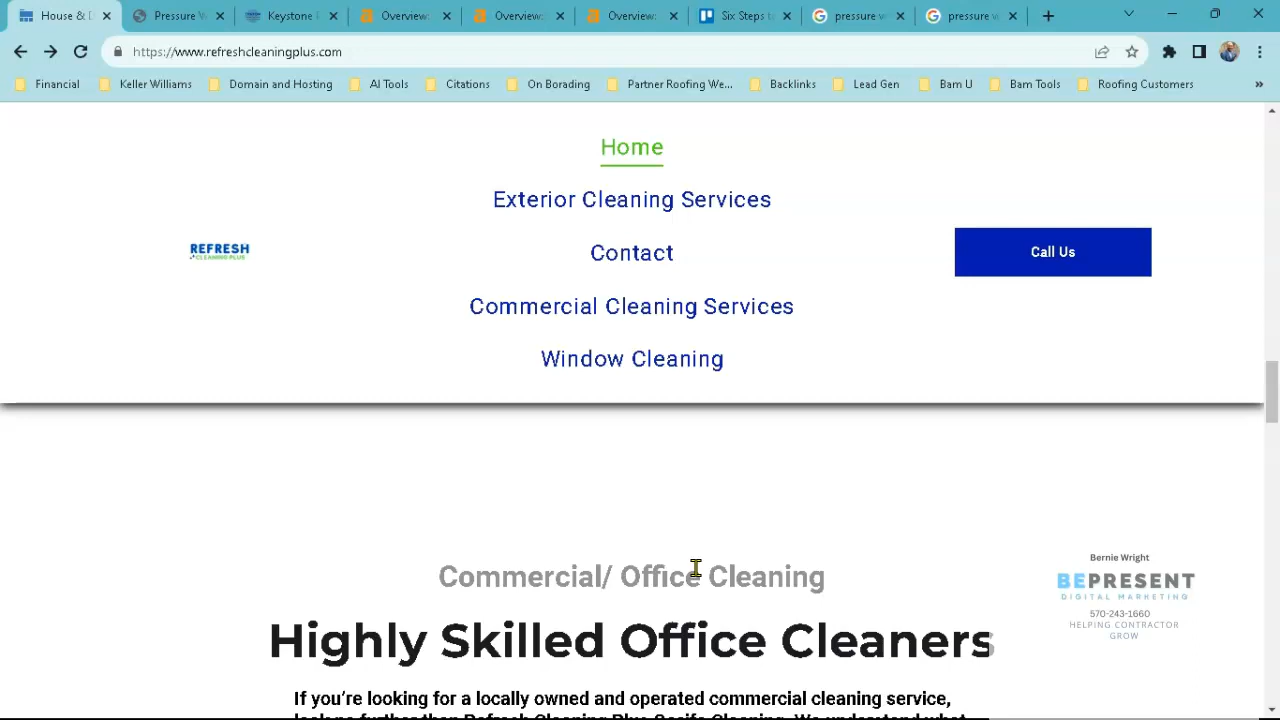 House & D
Pressure W
Keystone
Overview:
Overview:
Overview:
Six Steps t
pressure w
pressure w
https://www.refreshcleaningplus.com
Financial
Keller Williams
Domain and Hosting
AI Tools
Citations
On Borading
Partner Roofing We...
Backlinks
Lead Gen
Bam U
Bam Tools
Roofing Customers
»
Home
Exterior Cleaning Services
Contact
Commercial Cleaning Services
Window Cleaning
REFRESH
CLEANING PLUS
Call Us
Commercial/ Office Cleaning
Highly Skilled Office Cleaners
If you’re looking for a locally owned and operated commercial cleaning service,
Bernie Wright
BEPRESENT
DIGITAL MARKETING
570-243-1660
HELPING CONTRACTOR
GROW